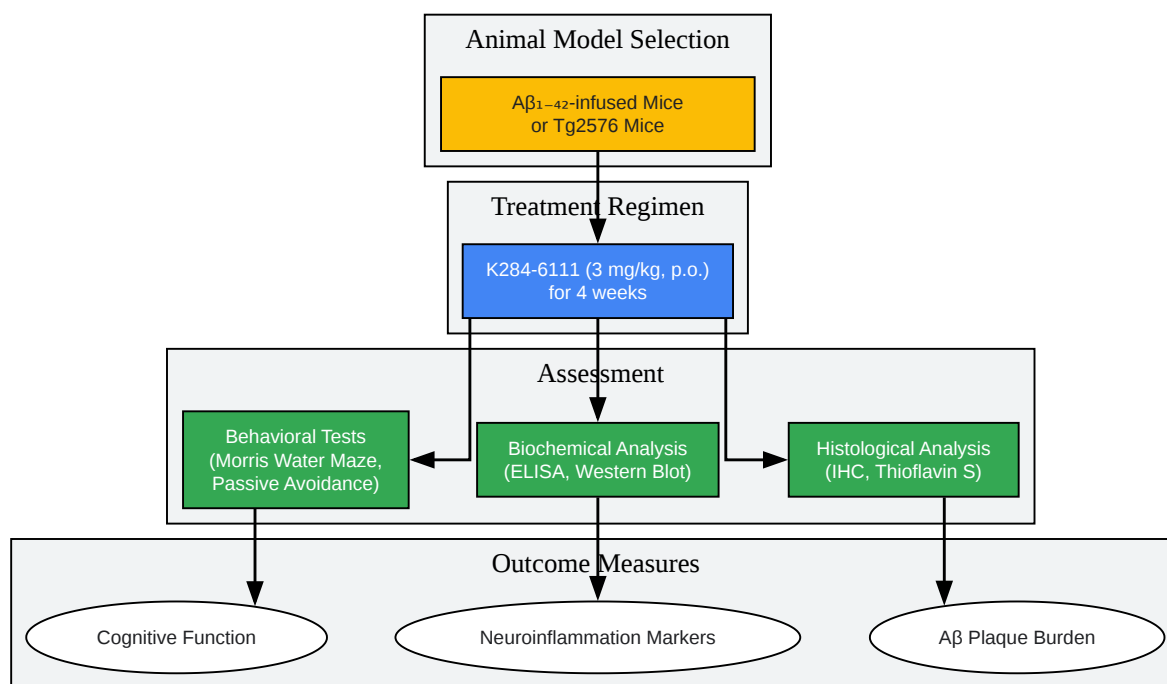 Animal Model Selection
Aβ₁₋₄₂-infused Mice
or Tg2576 Mice
Treatment Regimen
K284-6111 (3 mg/kg, p.o.)
for 4 weeks
Assessment
Behavioral Tests
(Morris Water Maze,
Passive Avoidance)
Biochemical Analysis
(ELISA, Western Blot)
Histological Analysis
(IHC, Thioflavin S)
Outcome Measures
Cognitive Function
Neuroinflammation Markers
Aβ Plaque Burden